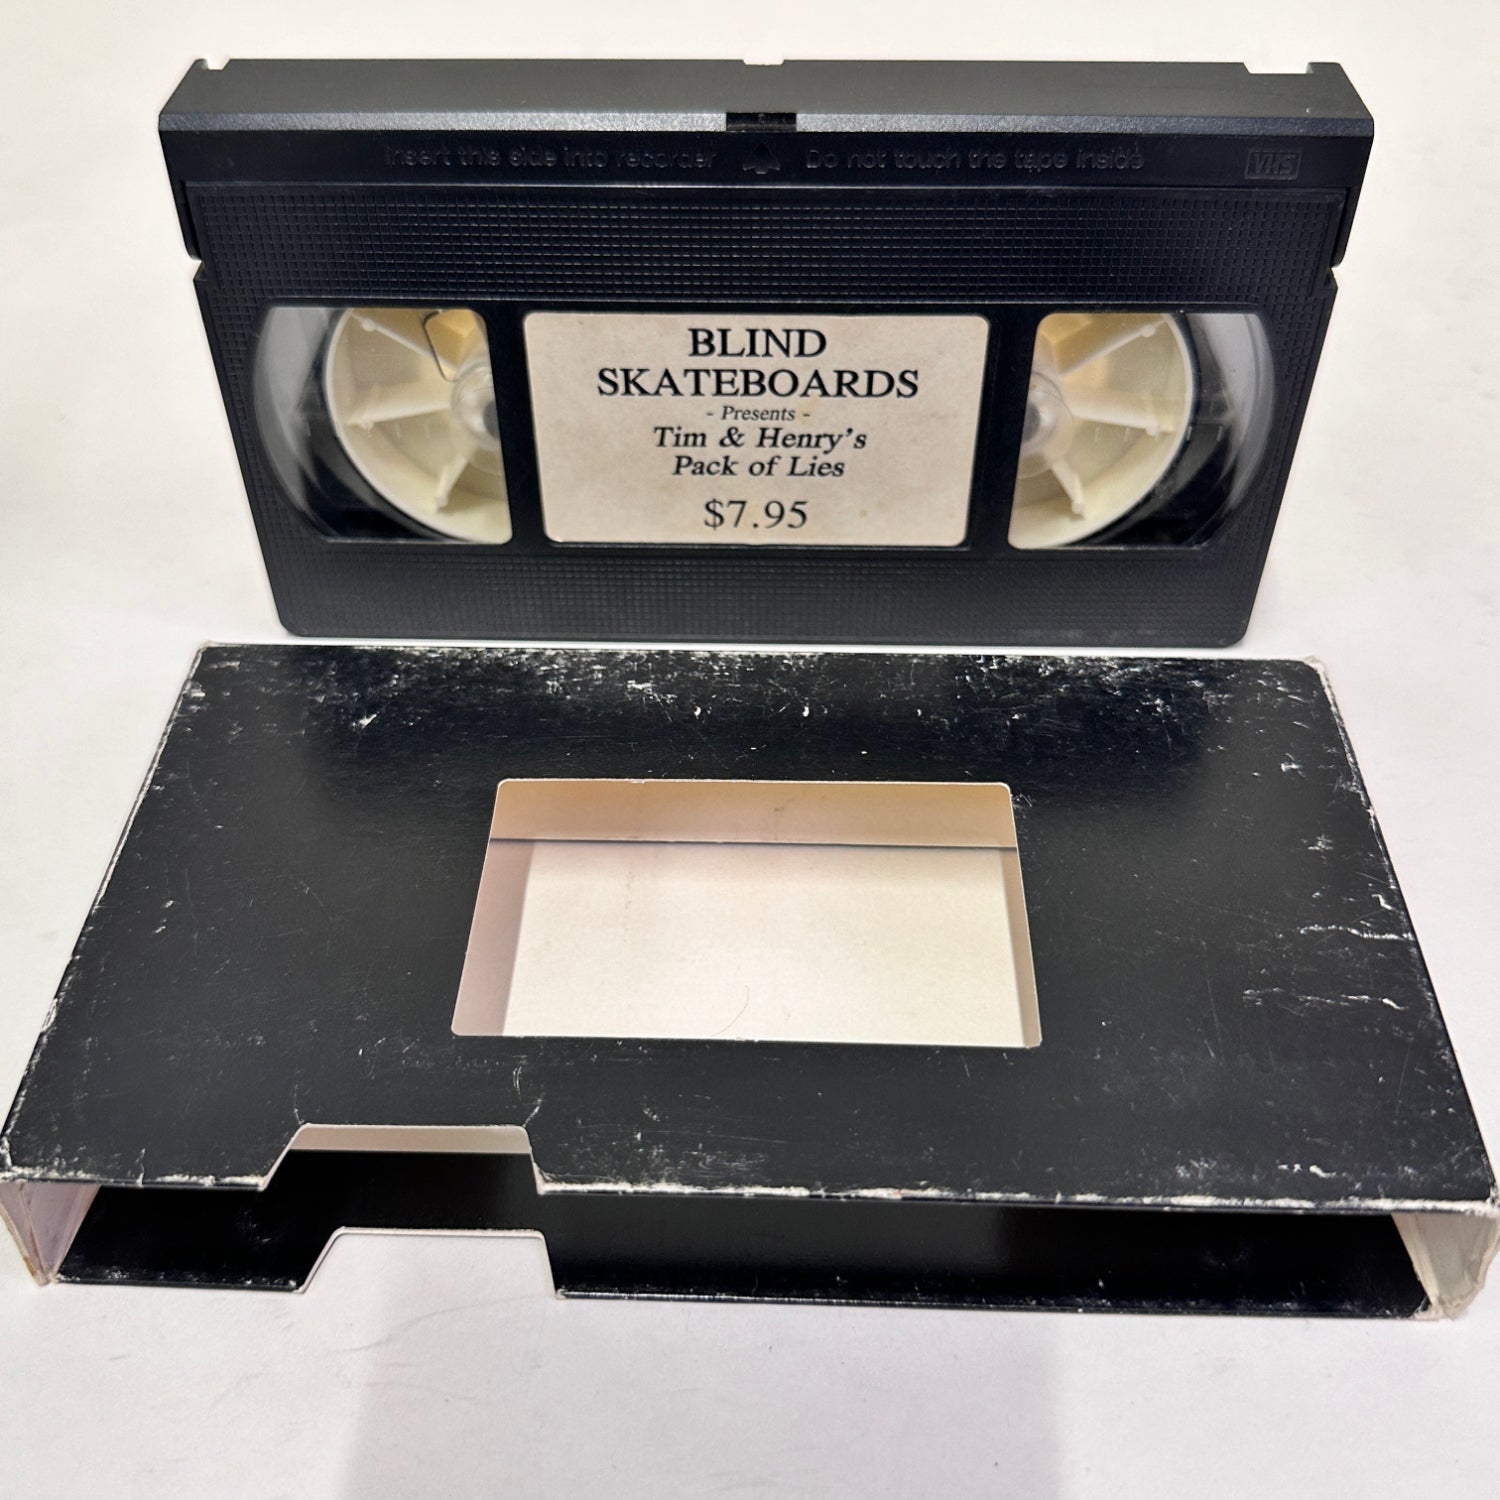 Insert this side into recorder Do not touch the tape inside VHS
BLIND
SKATEBOARDS
- Presents -
Tim & Henry's
Pack of Lies
$7.95